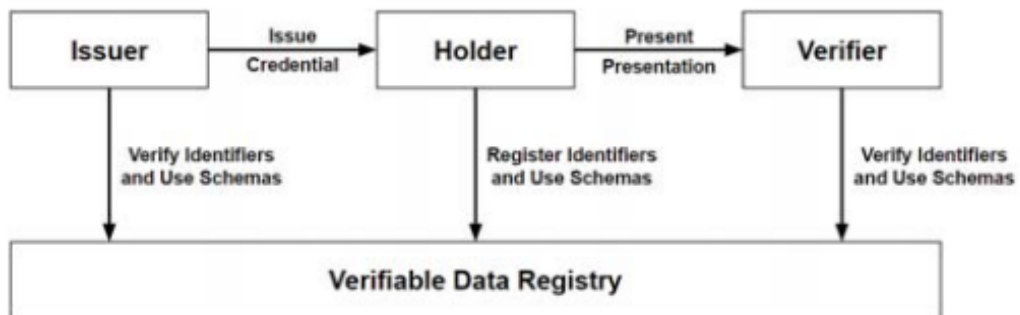 Issuer
Issue
Credential
Holder
Present
Presentation
Verifier
Verify Identifiers
and Use Schemas
Register Identifiers
and Use Schemas
Verify Identifiers
and Use Schemas
Verifiable Data Registry